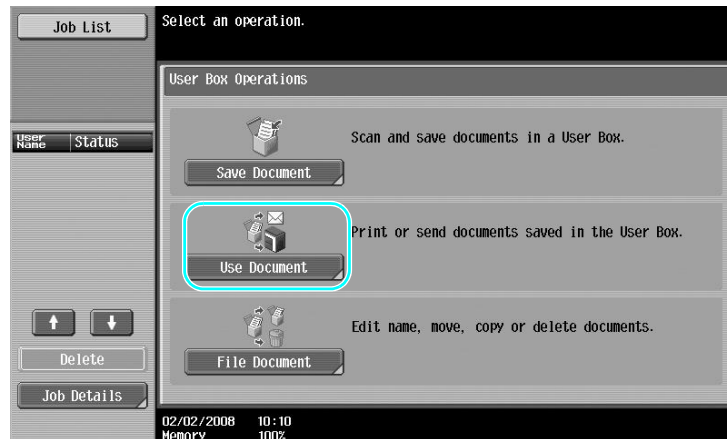 Job List
Select an operation.
User Box Operations
User Name Status
Scan and save documents in a User Box.
Save Document
Print or send documents saved in the User Box.
Use Document
Edit name, move, copy or delete documents.
File Document
Delete
Job Details
02/02/2008 10:10
Memory 100%